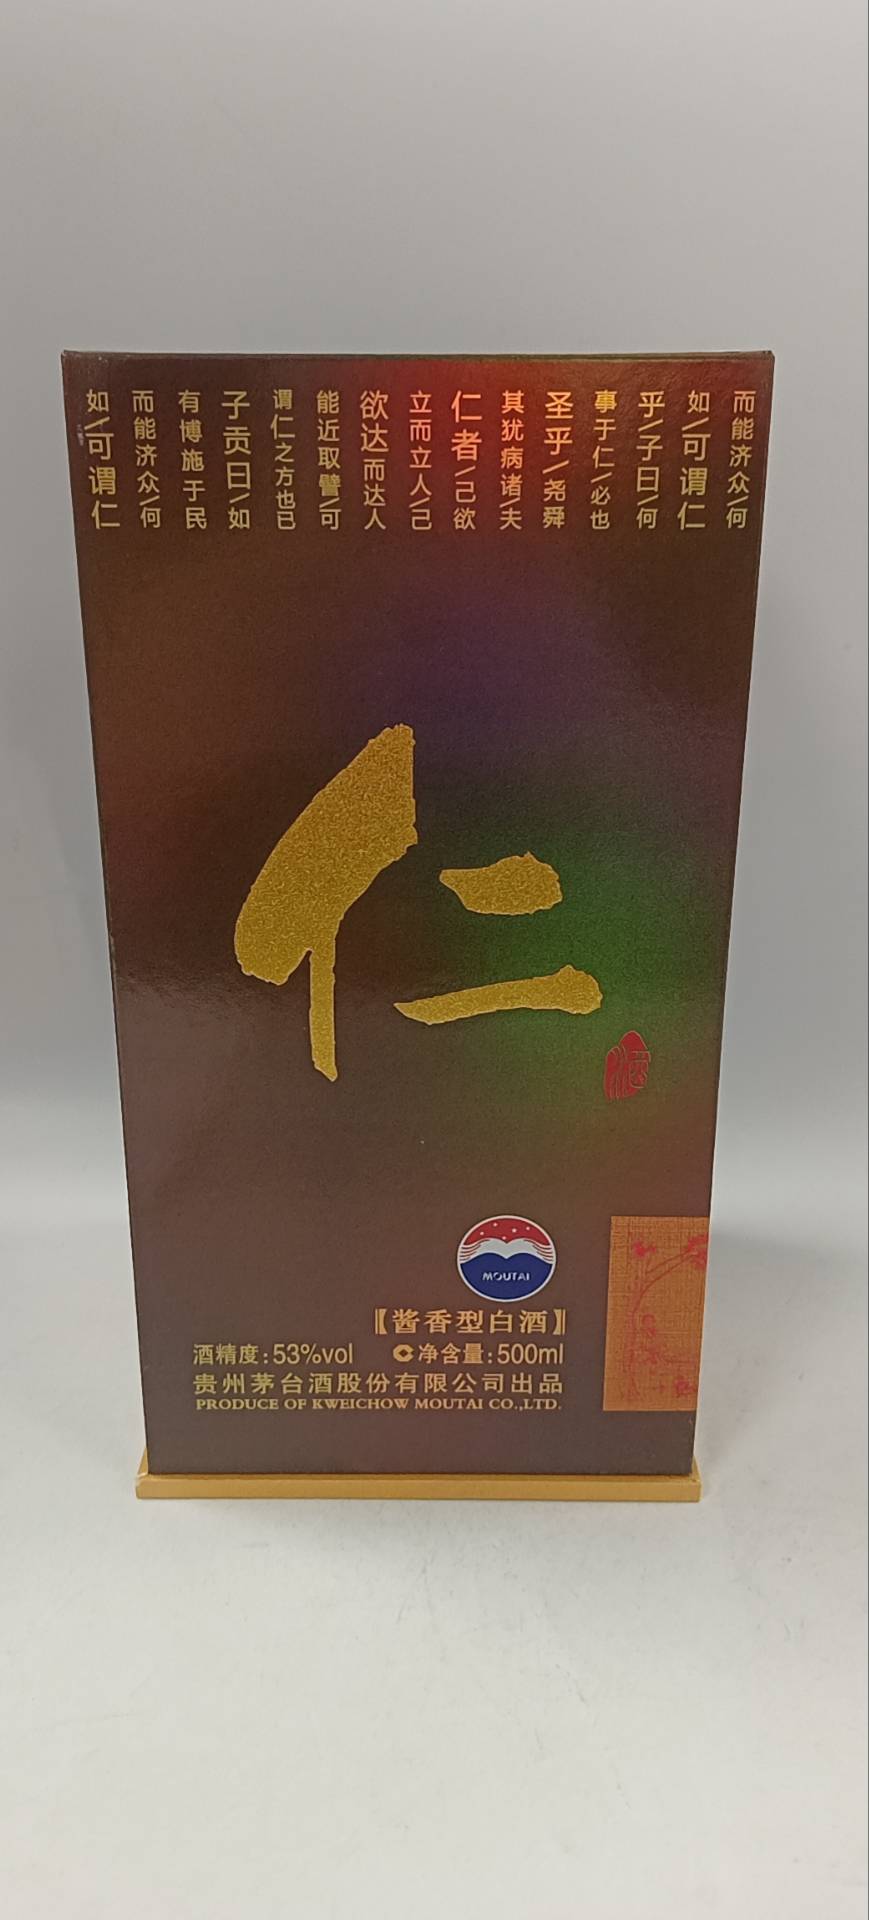 如/可谓仁
而能济众/何
有博施于民
子贡曰/如
谓仁之方也已
能近取譬/可
欲达而达人
立而立人/己
仁者/己欲
其犹病诸/夫
圣乎/尧舜
事于仁/必也
乎/子曰/何
如/可谓仁
而能济众/何
仁
酒
MOUTAI
【酱香型白酒】
酒精度:53%vol 净含量:500ml
贵州茅台酒股份有限公司出品
PRODUCE OF KWEICHOW MOUTAI CO.,LTD.